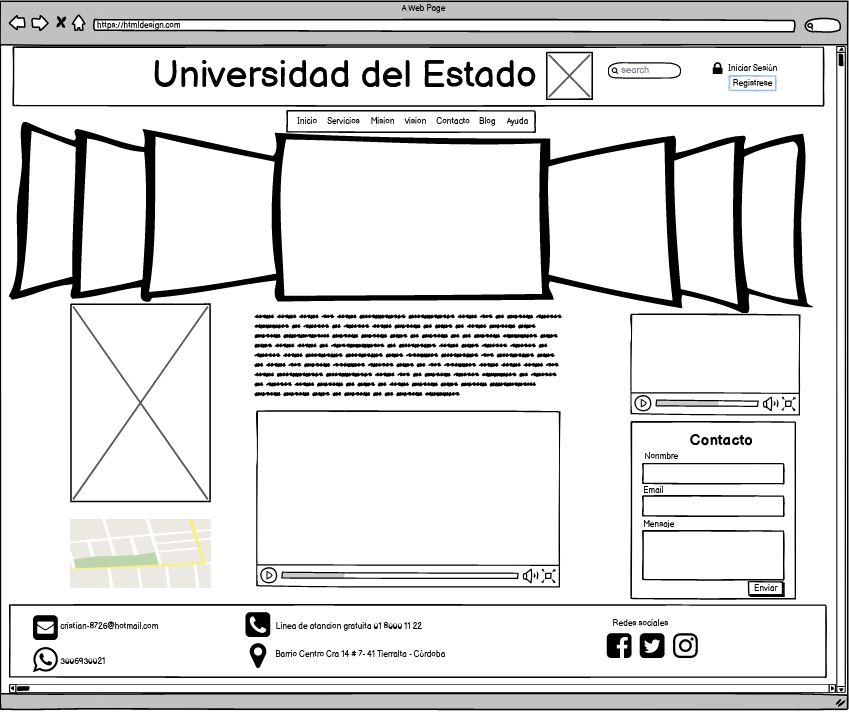 A Web Page
https://htmldesign.com
Universidad del Estado
search
Iniciar Sesión
Registrese
Inicio Servicios Mision Vision Contacto Blog Ayuda
Contacto
Nonmbre
Email
Mensaje
Enviar
cristian-8726@hotmail.com
Linea de atancion gratuita 01 8000 11 22
Redes sociales
3006930021
Barrio Centro Cra 14 # 7- 41 Tierralta - Córdoba